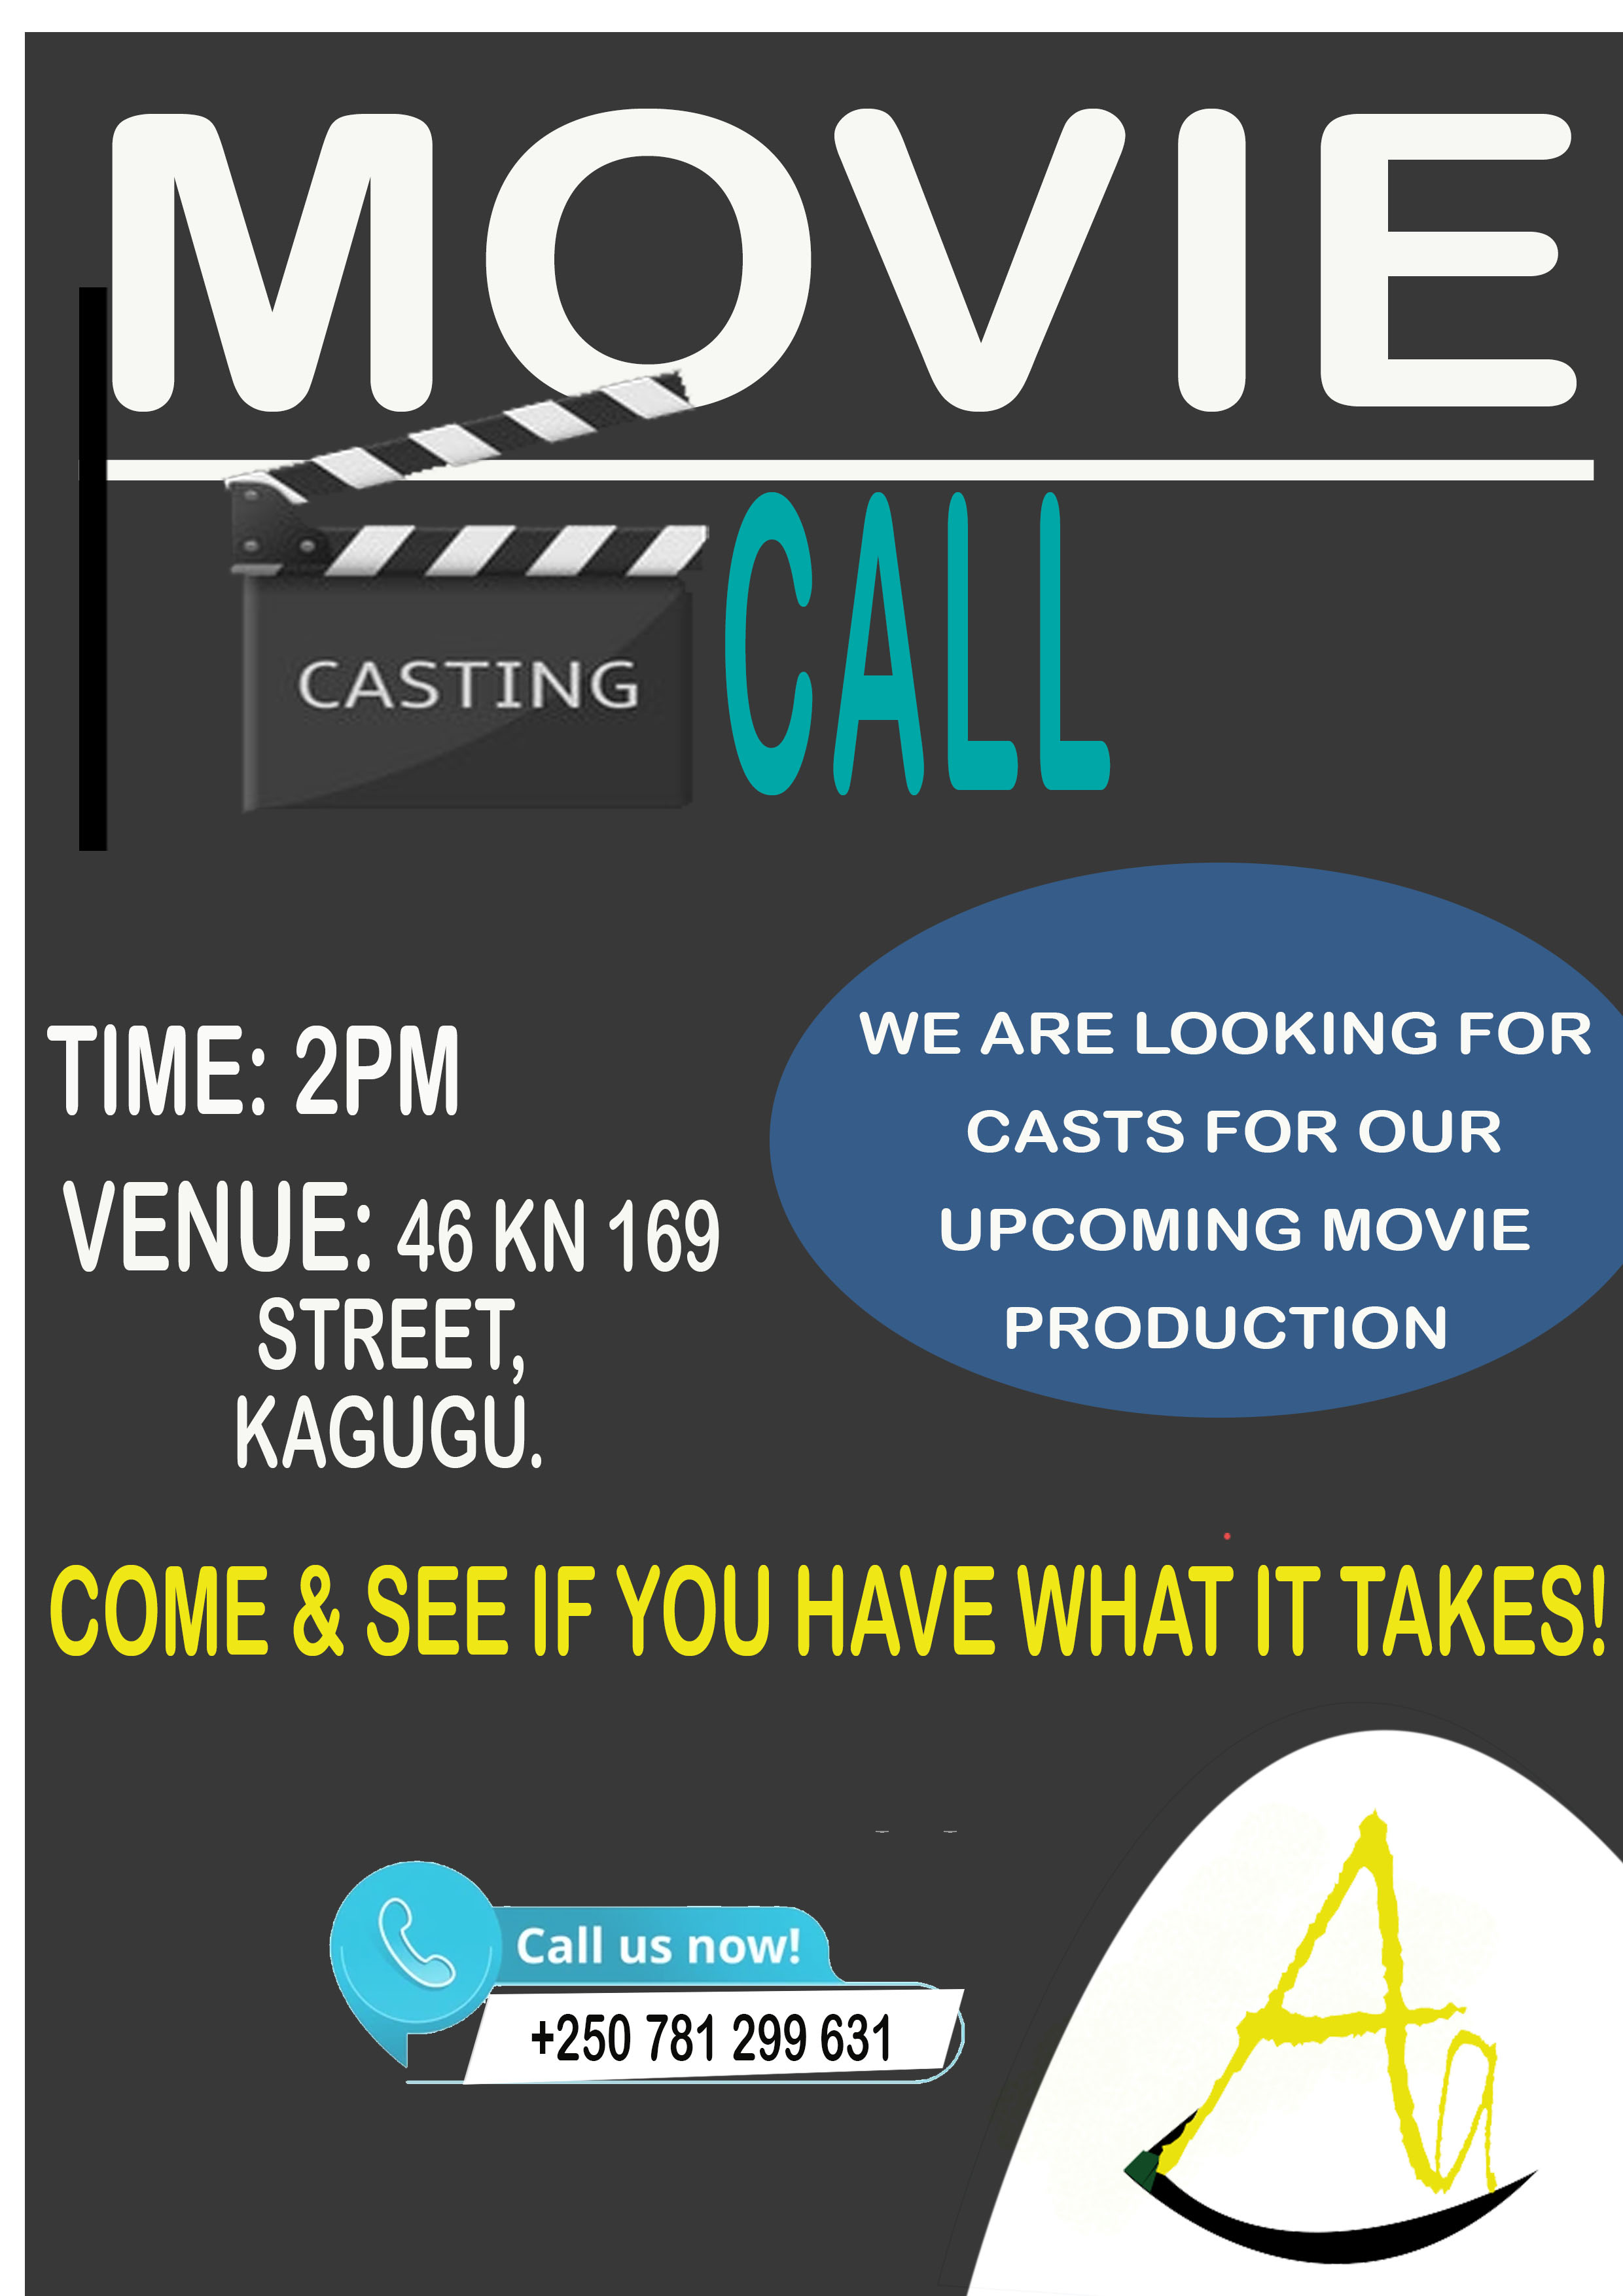 MOVIE
CASTING
CALL
TIME: 2PM
VENUE: 46 KN 169
STREET,
KAGUGU.
WE ARE LOOKING FOR
CASTS FOR OUR
UPCOMING MOVIE
PRODUCTION
COME & SEE IF YOU HAVE WHAT IT TAKES!
Call us now!
+250 781 299 631